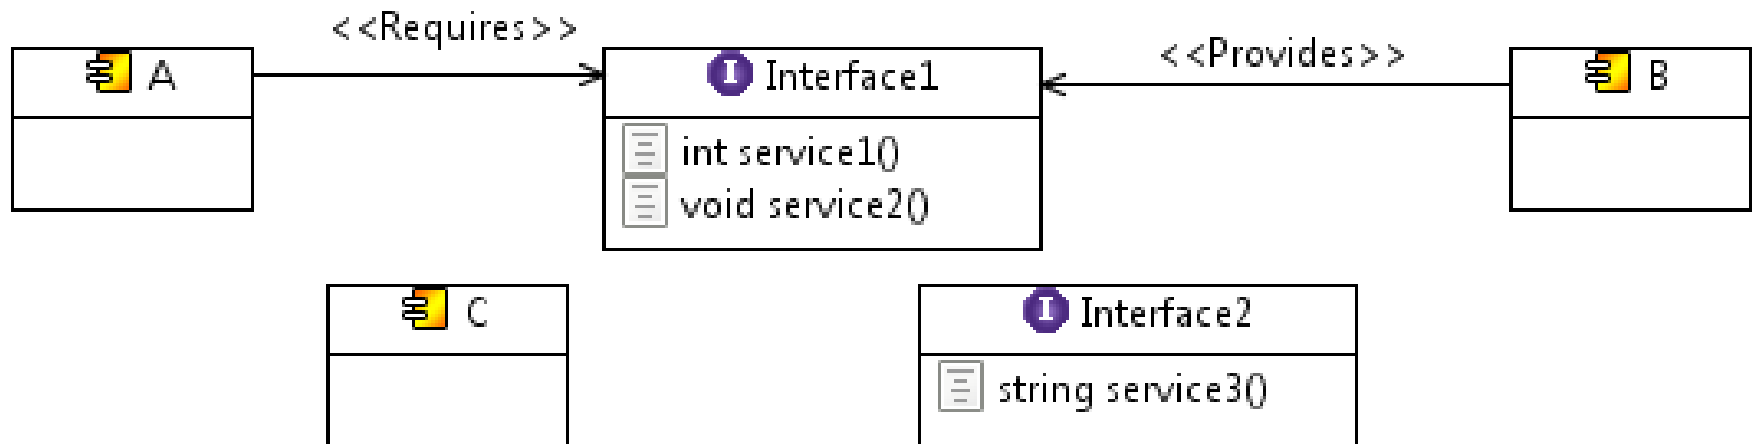 <<Requires>>
<<Provides>>
A
Interface1
B
int service1()
void service2()
C
Interface2
string service3()